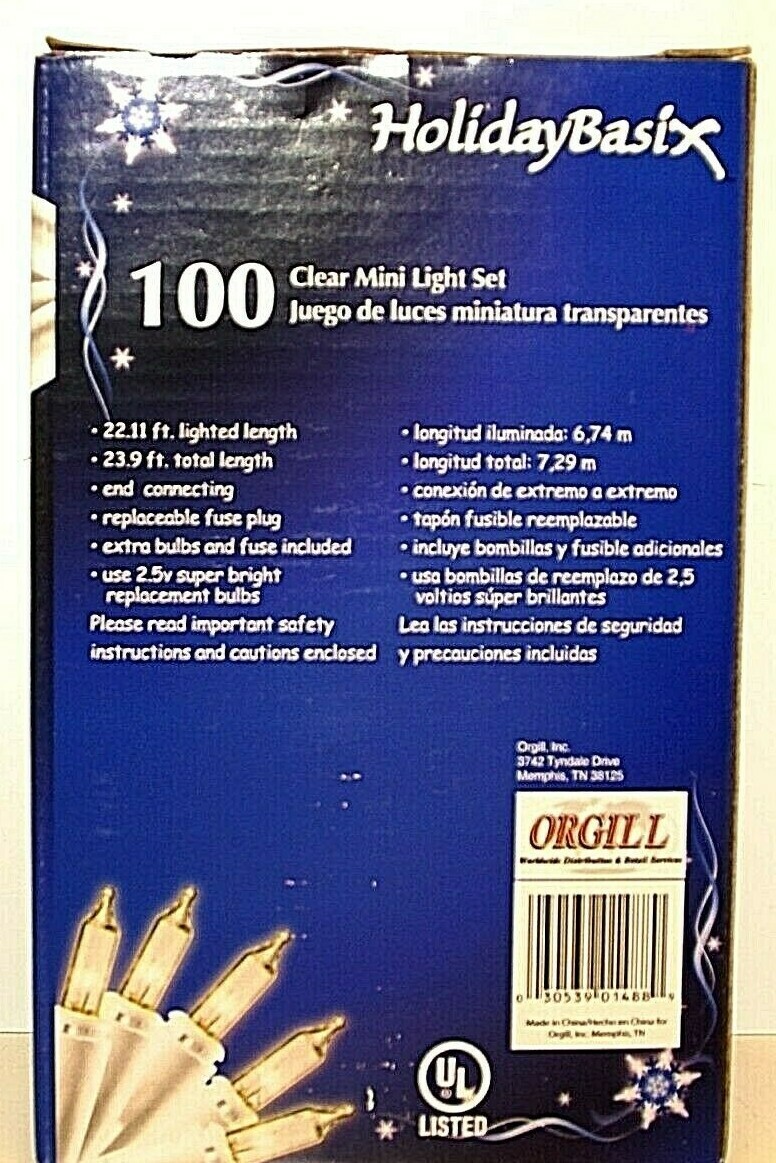 HolidayBasix
100 Clear Mini Light Set
Juego de luces miniatura transparentes
• 22.11 ft. lighted length
• 23.9 ft. total length
• end connecting
• replaceable fuse plug
• extra bulbs and fuse included
• use 2.5v super bright
replacement bulbs
Please read important safety
instructions and cautions enclosed
• longitud iluminada: 6,74 m
• longitud total: 7,29 m
• conexión de extremo a extremo
• tapón fusible reemplazable
• incluye bombillas y fusible adicionales
• usa bombillas de reemplazo de 2,5
voltios súper brillantes
Lea las instrucciones de seguridad
y precauciones incluidas
Orgill, Inc.
3742 Tyndale Drive
Memphis, TN 38125
ORGILL
Worldwide Distribution & Retail Services
0 30539 01488 9
Made in China/Hecho en China for
Orgill, Inc. Memphis, TN
UL
LISTED